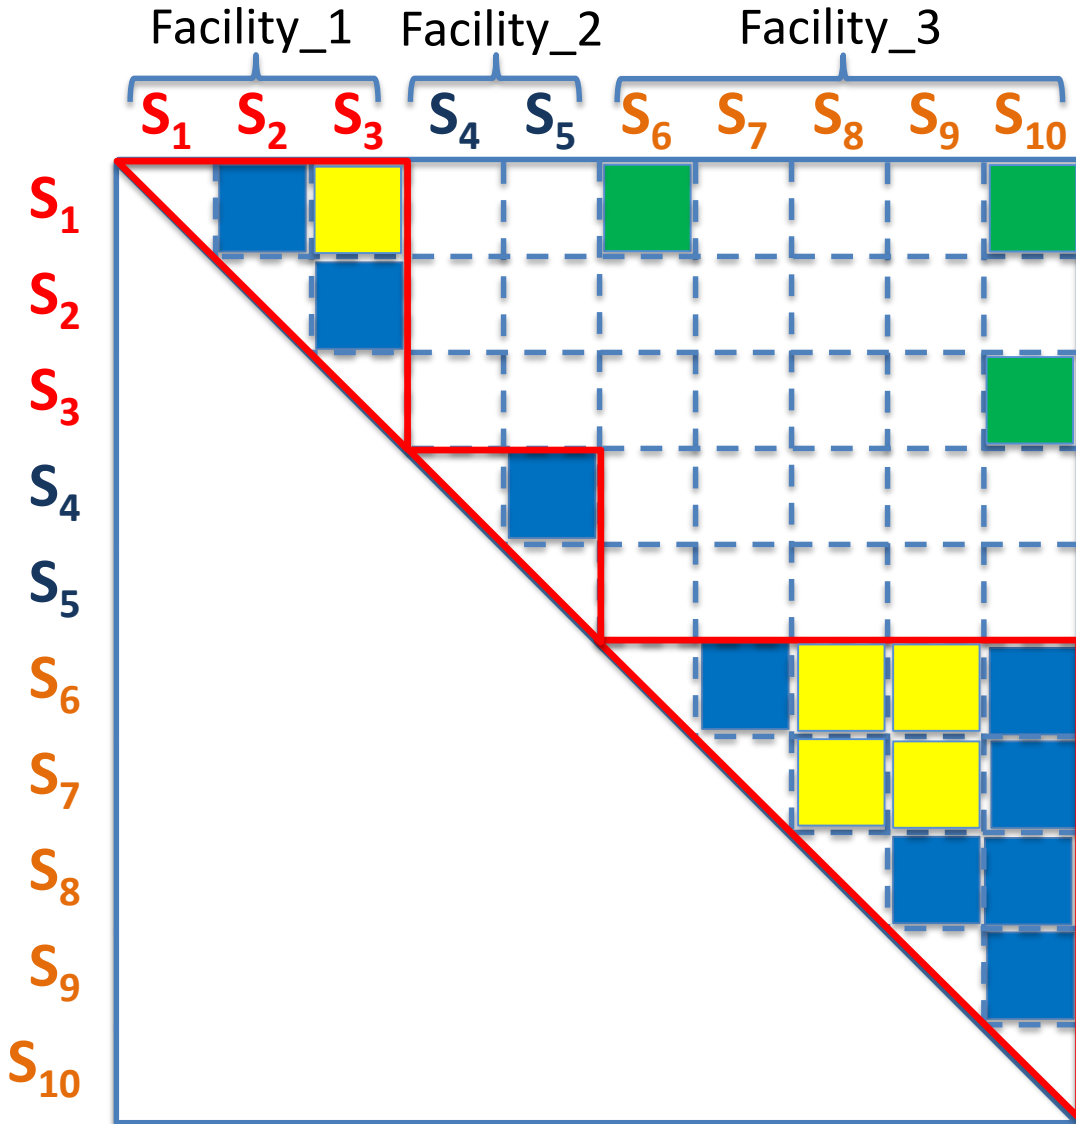 Facility_1 Facility_2 Facility_3
S1 S2 S3 S4 S5 S6 S7 S8 S9 S10
S1
S2
S3
S4
S5
S6
S7
S8
S9
S10